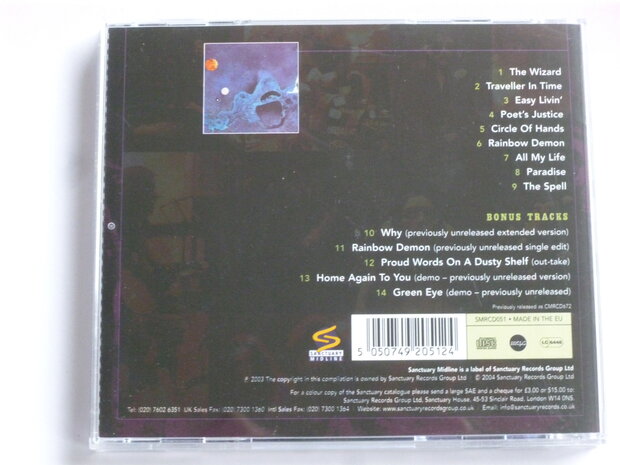 1 The Wizard
2 Traveller In Time
3 Easy Livin'
4 Poet's Justice
5 Circle Of Hands
6 Rainbow Demon
7 All My Life
8 Paradise
9 The Spell
BONUS TRACKS
10 Why (previously unreleased extended version)
11 Rainbow Demon (previously unreleased single edit)
12 Proud Words On A Dusty Shelf (out-take)
13 Home Again To You (demo – previously unreleased version)
14 Green Eye (demo – previously unreleased)
Previously released as CMRCD672
SMRCD051 • MADE IN THE EU
SANCTUARY
MIDLINE
5 050749 205124
COMPACT
disc
DIGITAL AUDIO
mcps
LC 6448
Sanctuary Midline is a label of Sanctuary Records Group Ltd
℗ 2003 The copyright in this compilation is owned by Sanctuary Records Group Ltd © 2004 Sanctuary Records Group Ltd
For a colour copy of the Sanctuary catalogue please send a large SAE and a cheque for £3.00 or $15.00 to:
Sanctuary Records Group Ltd, Sanctuary House, 45-53 Sinclair Road, London W14 0NS.
Tel: (020) 7602 6351 UK Sales Fax: (020) 7300 1360 Intl Sales Fax: (020) 7300 1364 • Website: www.sanctuaryrecordsgroup.co.uk • Email: info@sanctuaryrecords.co.uk